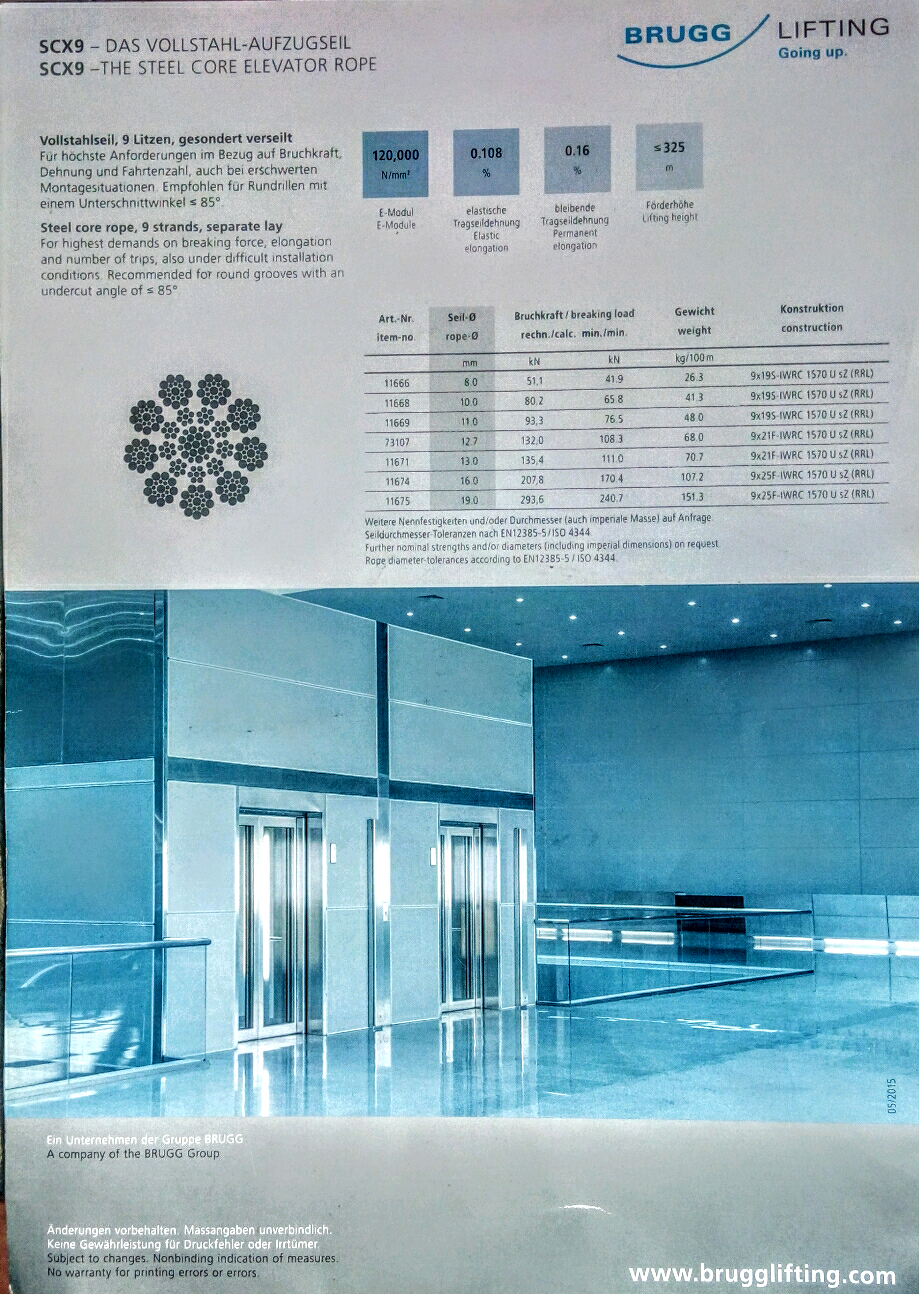 SCX9 – DAS VOLLSTAHL-AUFZUGSEIL
SCX9 –THE STEEL CORE ELEVATOR ROPE
BRUGG LIFTING
Going up.
Vollstahlseil, 9 Litzen, gesondert verseilt
Für höchste Anforderungen im Bezug auf Bruchkraft,
Dehnung und Fahrtenzahl, auch bei erschwerten
Montagesituationen. Empfohlen für Rundrillen mit
einem Unterschnittwinkel ≤ 85°.
Steel core rope, 9 strands, separate lay
For highest demands on breaking force, elongation
and number of trips, also under difficult installation
conditions. Recommended for round grooves with an
undercut angle of ≤ 85°
120,000
N/mm²
E-Modul
E-Module
0.108
%
elastische
Tragseildehnung
Elastic
elongation
0.16
%
bleibende
Tragseildehnung
Permanent
elongation
≤ 325
m
Förderhöhe
Lifting height
Art.-Nr. Seil-Ø Bruchkraft / breaking load Gewicht Konstruktion
item-no. rope-Ø rechn./calc. min./min. weight construction
mm kN kN kg/100m
11666 8.0 51,1 41.9 26.3 9x19S-IWRC 1570 U sZ (RRL)
11668 10.0 80,2 65.8 41.3 9x19S-IWRC 1570 U sZ (RRL)
11669 11.0 93,3 76.5 48.0 9x19S-IWRC 1570 U sZ (RRL)
73107 12.7 132,0 108.3 68.0 9x21F-IWRC 1570 U sZ (RRL)
11671 13.0 135,4 111.0 70.7 9x21F-IWRC 1570 U sZ (RRL)
11674 16.0 207,8 170.4 107.2 9x25F-IWRC 1570 U sZ (RRL)
11675 19.0 293,6 240.7 151.3 9x25F-IWRC 1570 U sZ (RRL)
Weitere Nennfestigkeiten und/oder Durchmesser (auch imperiale Masse) auf Anfrage.
Seildurchmesser-Toleranzen nach EN12385-5/ISO 4344.
Further nominal strengths and/or diameters (including imperial dimensions) on request.
Rope diameter-tolerances according to EN12385-5 / ISO 4344.
05/2015
Ein Unternehmen der Gruppe BRUGG
A company of the BRUGG Group
Änderungen vorbehalten. Massangaben unverbindlich.
Keine Gewährleistung für Druckfehler oder Irrtümer.
Subject to changes. Nonbinding indication of measures.
No warranty for printing errors or errors.
www.brugglifting.com